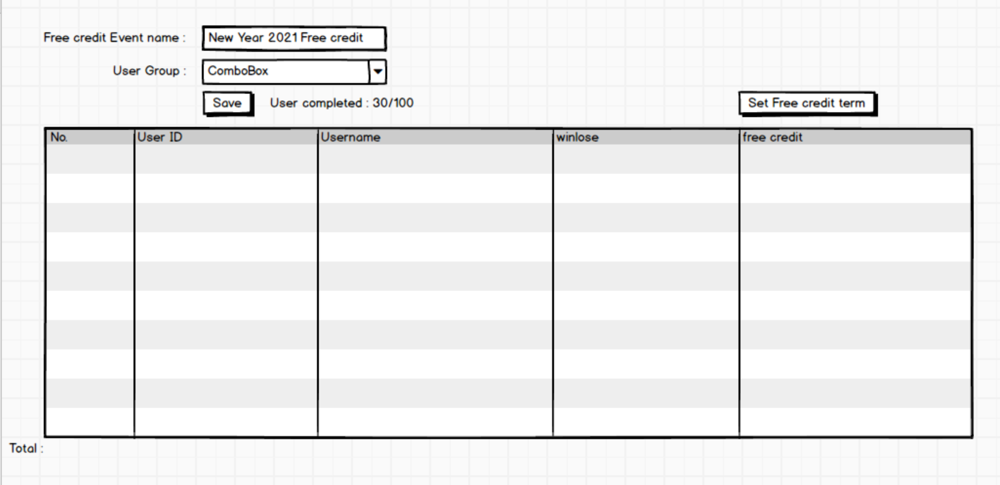 Free credit Event name : New Year 2021 Free credit
User Group : ComboBox
Save User completed : 30/100 Set Free credit term
No. User ID Username winlose free credit
Total :